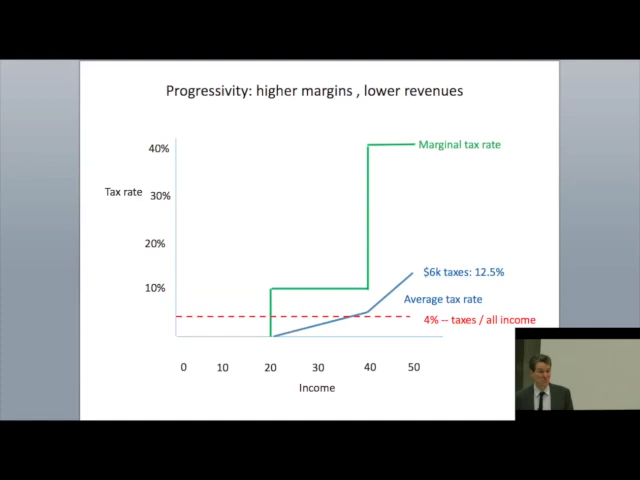 Progressivity: higher margins , lower revenues
40%
Marginal tax rate
Tax rate
30%
20%
$6k taxes: 12.5%
10%
Average tax rate
4% -- taxes / all income
0 10 20 30 40 50
Income